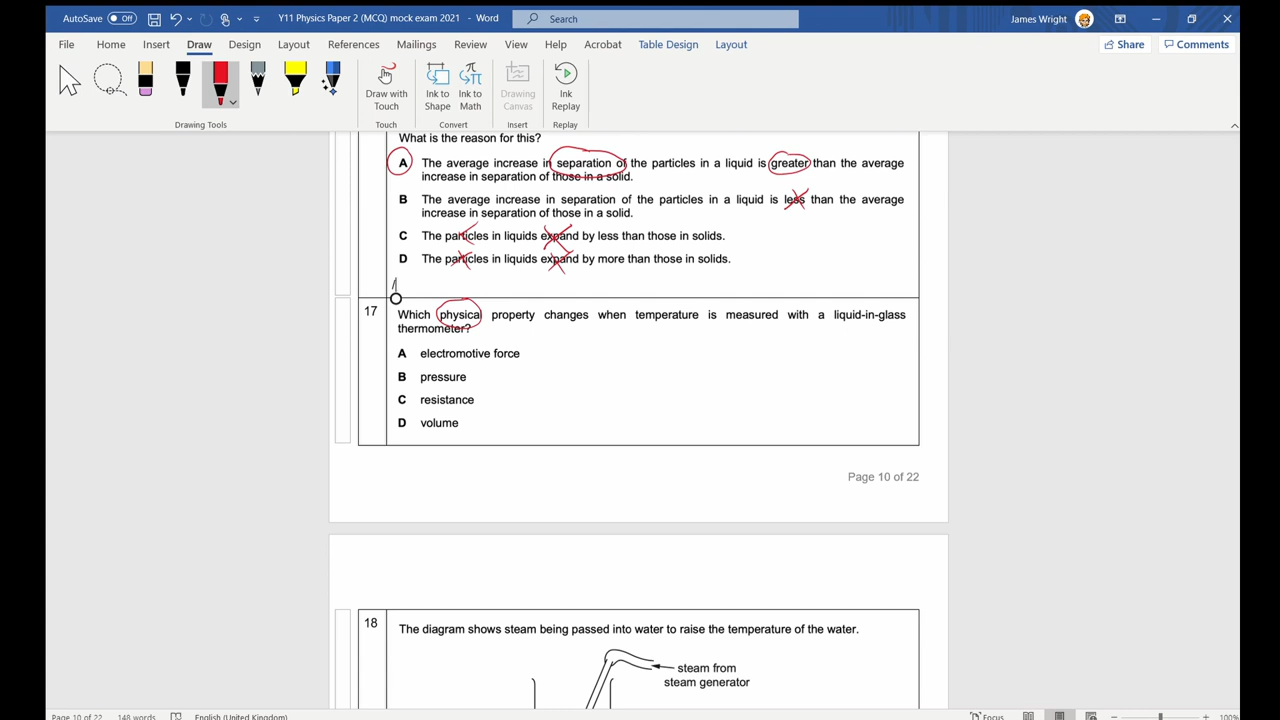 AutoSave Off Y11 Physics Paper 2 (MCQ) mock exam 2021 - Word Search James Wright
File Home Insert Draw Design Layout References Mailings Review View Help Acrobat Table Design Layout Share Comments
Draw with Touch
Ink to Shape
Ink to Math
Drawing Canvas
Ink Replay
Drawing Tools Touch Convert Insert Replay
What is the reason for this?
A The average increase in separation of the particles in a liquid is greater than the average
increase in separation of those in a solid.
B The average increase in separation of the particles in a liquid is less than the average
increase in separation of those in a solid.
C The particles in liquids expand by less than those in solids.
D The particles in liquids expand by more than those in solids.
17 Which physical property changes when temperature is measured with a liquid-in-glass
thermometer?
A electromotive force
B pressure
C resistance
D volume
Page 10 of 22
18 The diagram shows steam being passed into water to raise the temperature of the water.
steam from
steam generator
Page 10 of 22 148 words English (United Kingdom) Focus 100%